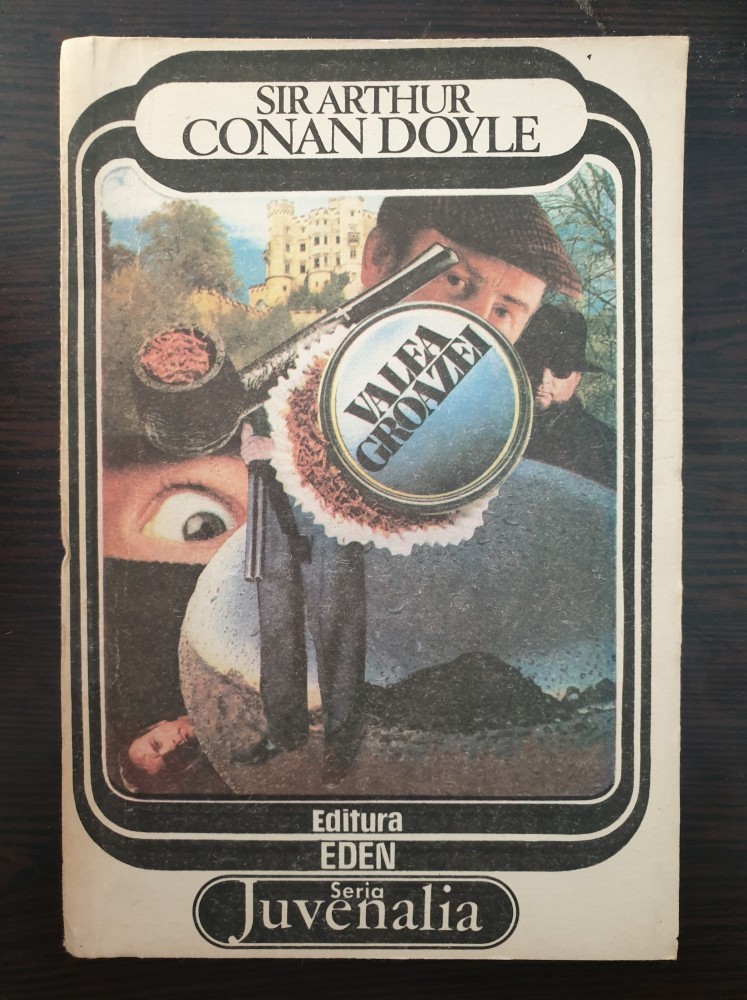 SIR ARTHUR
CONAN DOYLE
VALEA
GROAZEI
Editura
EDEN
Seria
Juvenalia